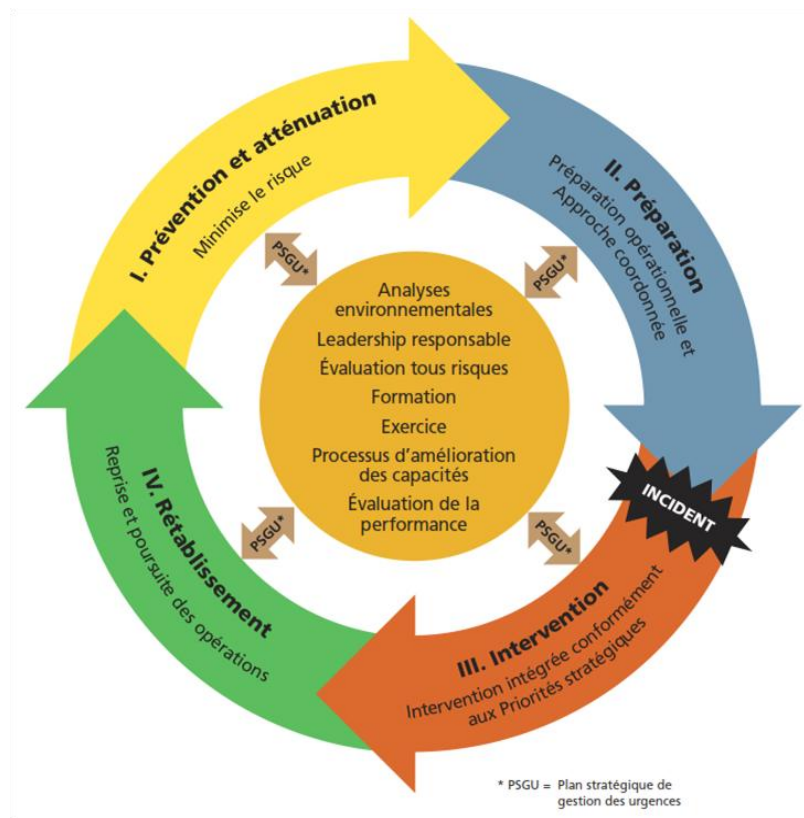 I. Prévention et atténuation
Minimise le risque
II. Préparation
Préparation opérationnelle et
Approche coordonnée
PSGU*
PSGU*
Analyses
environnementales
Leadership responsable
Évaluation tous risques
Formation
Exercice
Processus d’amélioration
des capacités
Évaluation de la
performance
INCIDENT
PSGU*
PSGU*
III. Intervention
Intervention intégrée conformément
aux Priorités stratégiques
IV. Rétablissement
Reprise et poursuite des opérations
* PSGU = Plan stratégique de
gestion des urgences